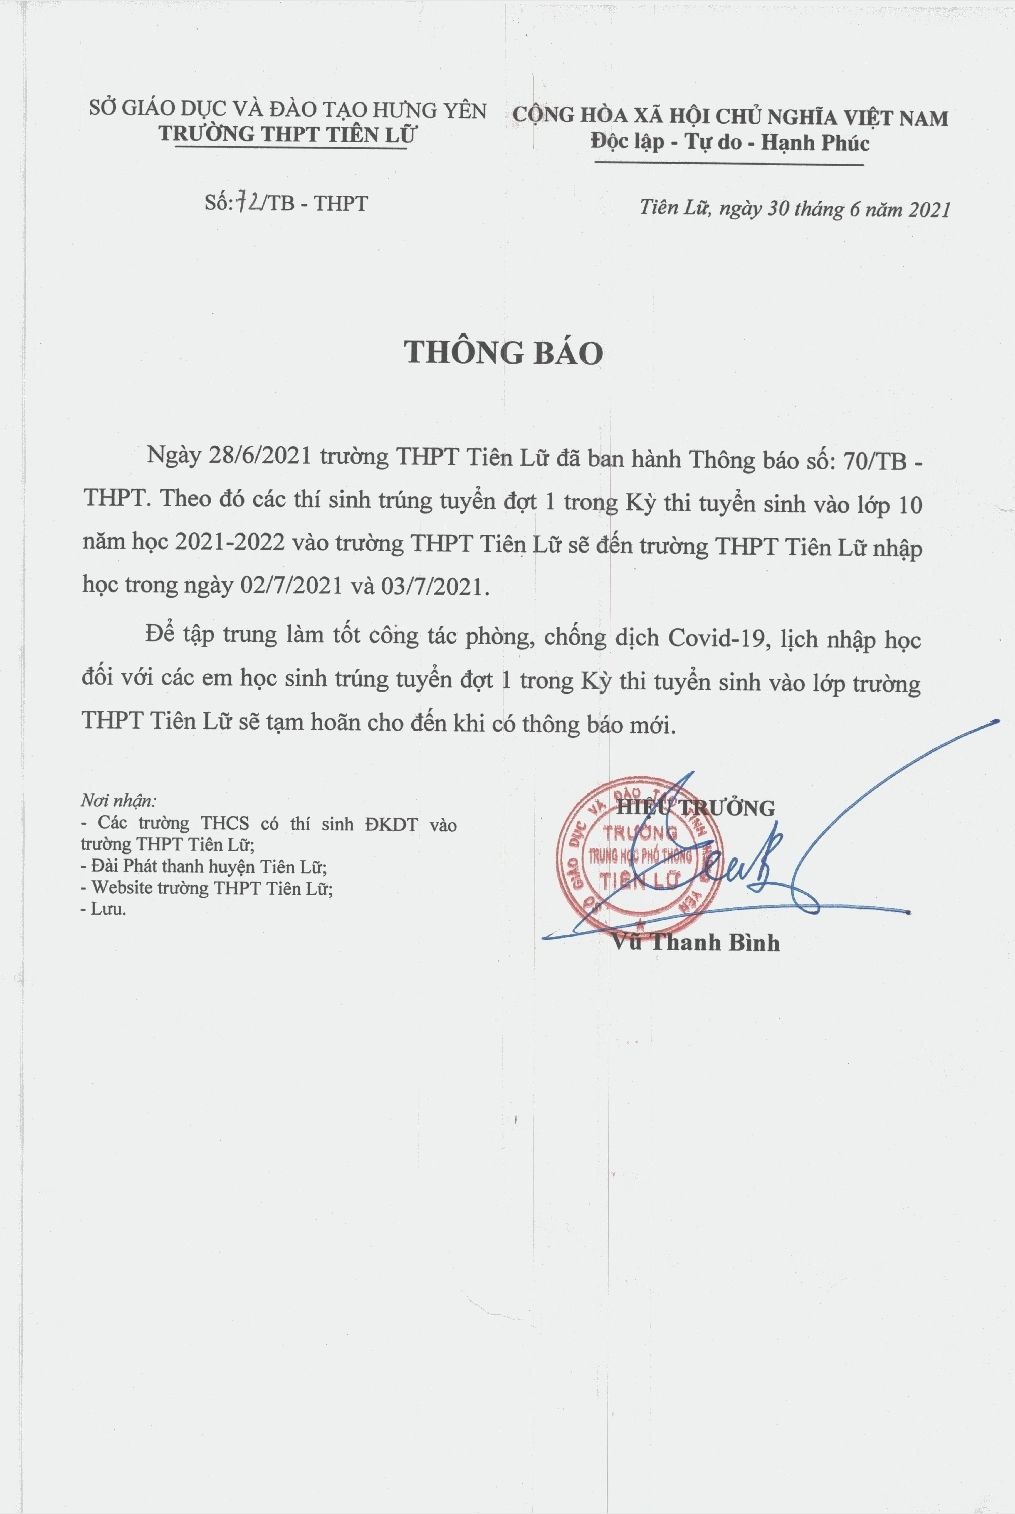 SỞ GIÁO DỤC VÀ ĐÀO TẠO HƯNG YÊN
TRƯỜNG THPT TIÊN LỮ
CỘNG HÒA XÃ HỘI CHỦ NGHĨA VIỆT NAM
Độc lập - Tự do - Hạnh Phúc
Số:72/TB - THPT
Tiên Lữ, ngày 30 tháng 6 năm 2021
THÔNG BÁO
Ngày 28/6/2021 trường THPT Tiên Lữ đã ban hành Thông báo số: 70/TB -
THPT. Theo đó các thí sinh trúng tuyển đợt 1 trong Kỳ thi tuyển sinh vào lớp 10
năm học 2021-2022 vào trường THPT Tiên Lữ sẽ đến trường THPT Tiên Lữ nhập
học trong ngày 02/7/2021 và 03/7/2021.
Để tập trung làm tốt công tác phòng, chống dịch Covid-19, lịch nhập học
đối với các em học sinh trúng tuyển đợt 1 trong Kỳ thi tuyển sinh vào lớp trường
THPT Tiên Lữ sẽ tạm hoãn cho đến khi có thông báo mới.
Nơi nhận:
- Các trường THCS có thí sinh ĐKDT vào
trường THPT Tiên Lữ;
- Đài Phát thanh huyện Tiên Lữ;
- Website trường THPT Tiên Lữ;
- Lưu.
HIỆU TRƯỞNG
SỞ GIÁO DỤC VÀ ĐÀO TẠO TỈNH HƯNG YÊN
TRƯỜNG
TRUNG HỌC PHỔ THÔNG
TIÊN LỮ
Vũ Thanh Bình